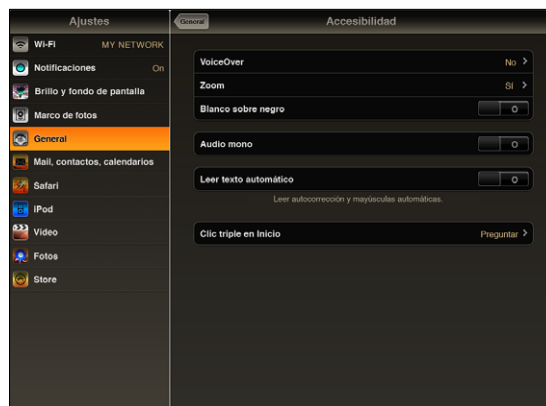 Ajustes
Wi-Fi MY NETWORK
Notificaciones On
Brillo y fondo de pantalla
Marco de fotos
General
Mail, contactos, calendarios
Safari
iPod
Vídeo
Fotos
Store
General
Accesibilidad
VoiceOver No
Zoom Sí
Blanco sobre negro
Audio mono
Leer texto automático
Leer autocorrección y mayúsculas automáticas.
Clic triple en Inicio Preguntar